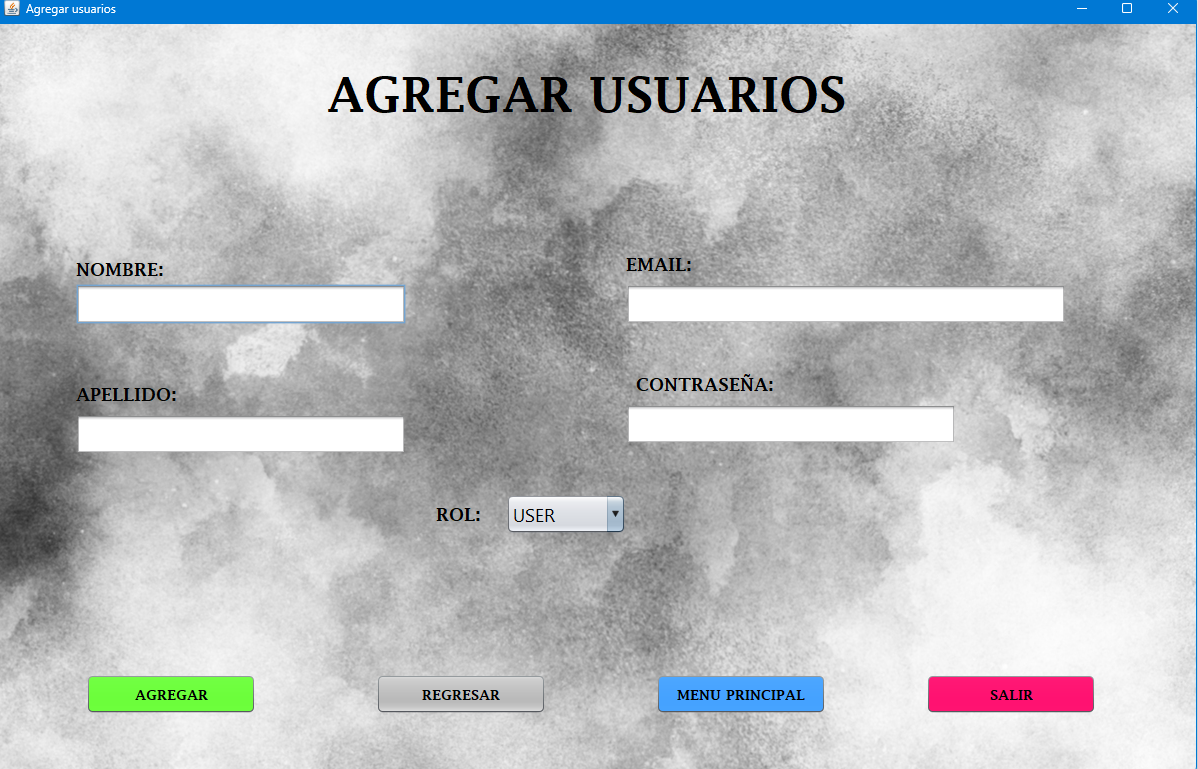 Agregar usuarios
AGREGAR USUARIOS
NOMBRE:
EMAIL:
APELLIDO:
CONTRASEÑA:
ROL: USER
AGREGAR REGRESAR MENU PRINCIPAL SALIR